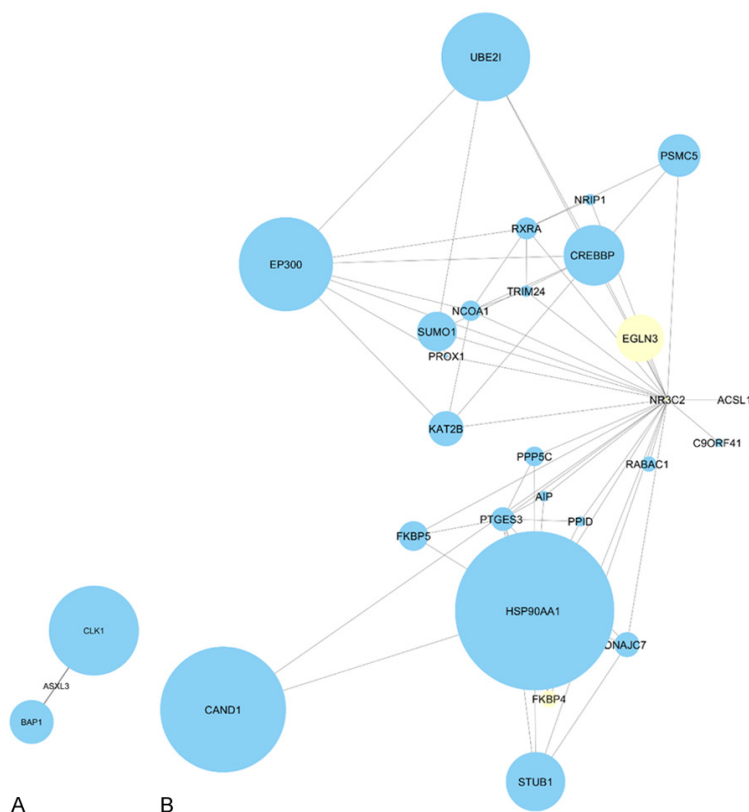 UBE2I
PSMC5
NRIP1
RXRA
CREBBP
EP300
TRIM24
NCOA1
SUMO1
EGLN3
PROX1
NR3C2
ACSL1
KAT2B
C9ORF41
PPP5C
RABAC1
AIP
PTGES3
PPID
FKBP5
HSP90AA1
CLK1
DNAJC7
ASXL3
FKBP4
CAND1
BAP1
STUB1
A
B